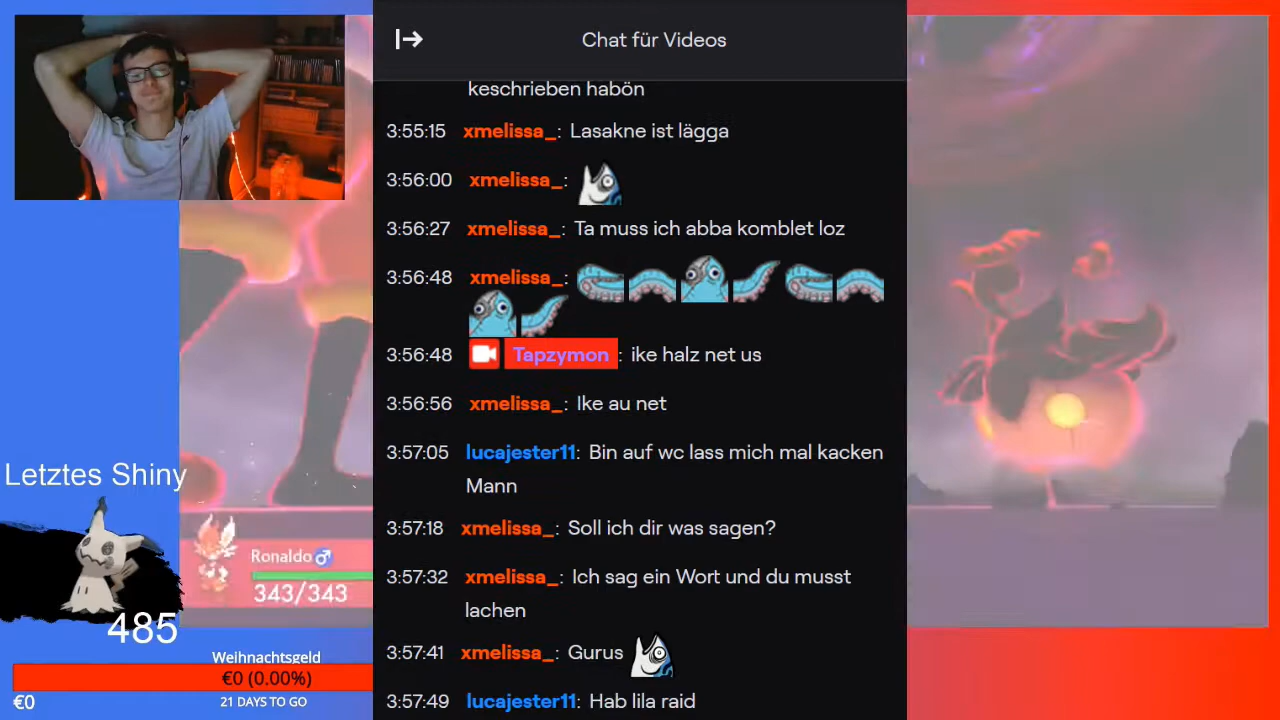 Chat für Videos
keschrieben habön
3:55:15 xmelissa_: Lasakne ist lägga
3:56:00 xmelissa_:
3:56:27 xmelissa_: Ta muss ich abba komblet loz
3:56:48 xmelissa_:
3:56:48 Tapzymon : ike halz net us
3:56:56 xmelissa_: Ike au net
3:57:05 lucajester11: Bin auf wc lass mich mal kacken
Mann
3:57:18 xmelissa_: Soll ich dir was sagen?
3:57:32 xmelissa_: Ich sag ein Wort und du musst
lachen
3:57:41 xmelissa_: Gurus
3:57:49 lucajester11: Hab lila raid
Letztes Shiny
485
Ronaldo♂
343/343
Weihnachtsgeld
€0 (0.00%)
€0
21 DAYS TO GO